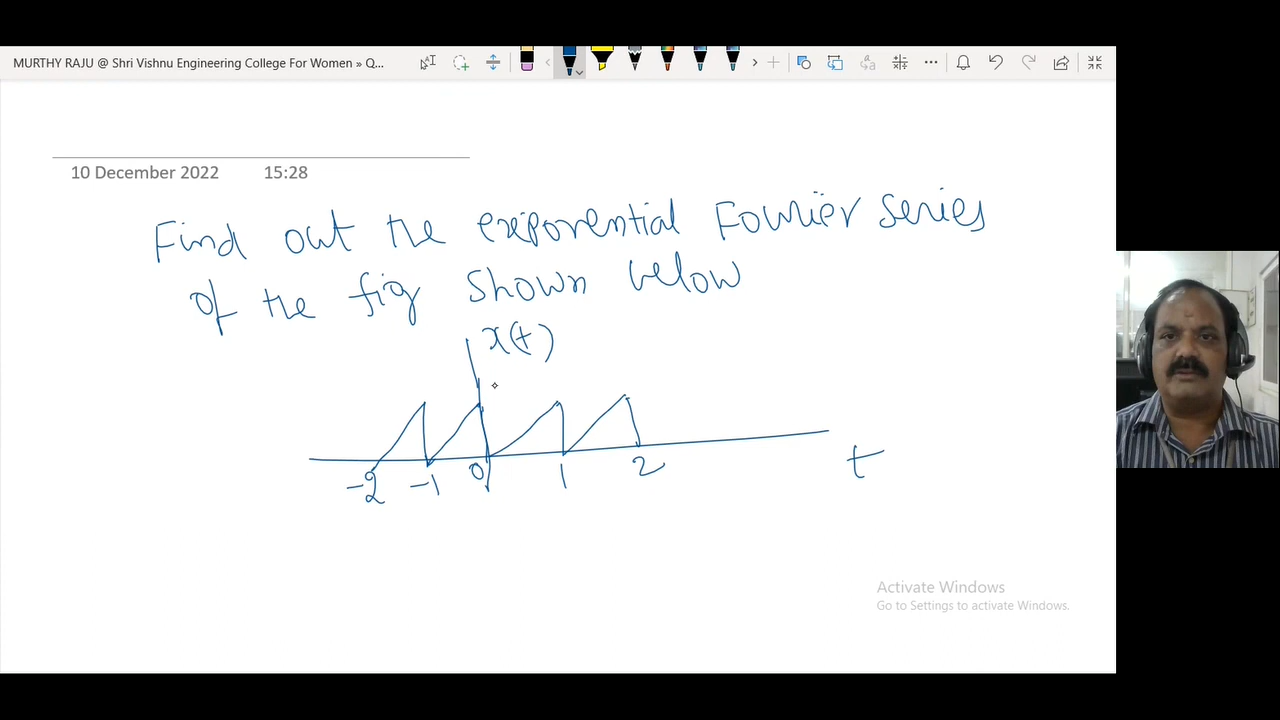 MURTHY RAJU @ Shri Vishnu Engineering College For Women » Q...
10 December 2022 15:28
Find out the exponential Fourier series
of the fig shown below
x(t)
-2 -1 0 1 2 t
Activate Windows
Go to Settings to activate Windows.